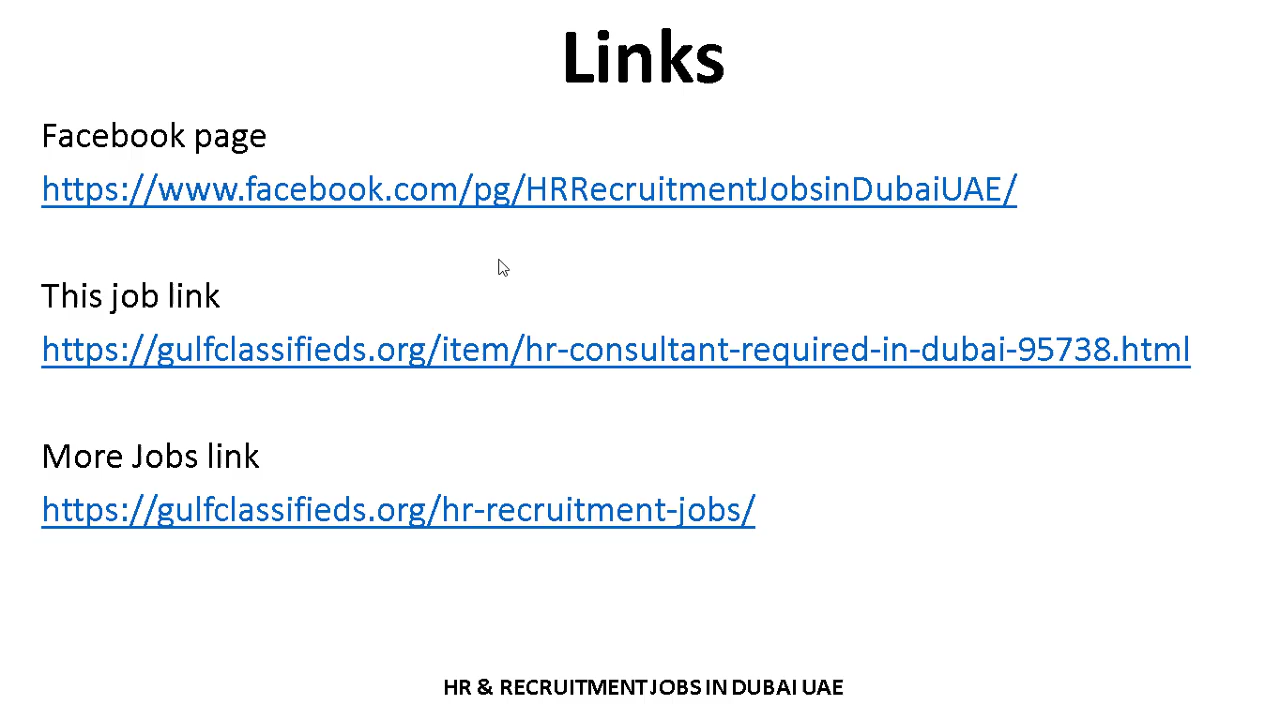 Links
Facebook page
https://www.facebook.com/pg/HRRecruitmentJobsinDubaiUAE/
This job link
https://gulfclassifieds.org/item/hr-consultant-required-in-dubai-95738.html
More Jobs link
https://gulfclassifieds.org/hr-recruitment-jobs/
HR & RECRUITMENT JOBS IN DUBAI UAE